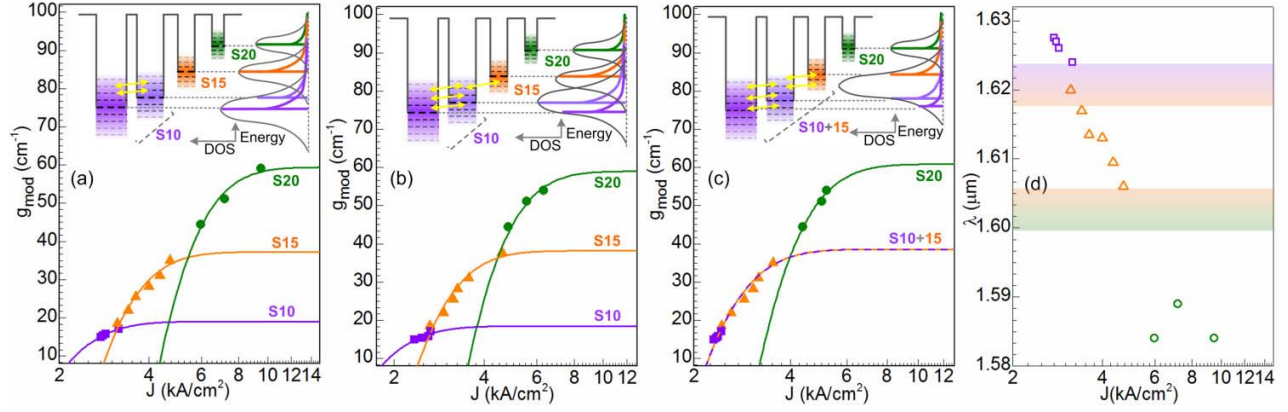 100
90
80
70
60
50
40
30
20
10
g_mod (cm⁻¹)
S20
S15
S10
Energy
DOS
(a)
S20
S15
S10
2
4
6
8
10
12
14
J (kA/cm²)
100
90
80
70
60
50
40
30
20
10
g_mod (cm⁻¹)
S20
S15
S10
Energy
DOS
(b)
S20
S15
S10
2
4
6
8
10
12
J (kA/cm²)
100
90
80
70
60
50
40
30
20
10
g_mod (cm⁻¹)
S20
S15
S10+15
Energy
DOS
(c)
S20
S10+15
2
4
6
8
10
12
J (kA/cm²)
1.63
1.62
1.61
1.60
1.59
1.58
λ (μm)
(d)
2
4
6
8
10
12
14
J(kA/cm²)